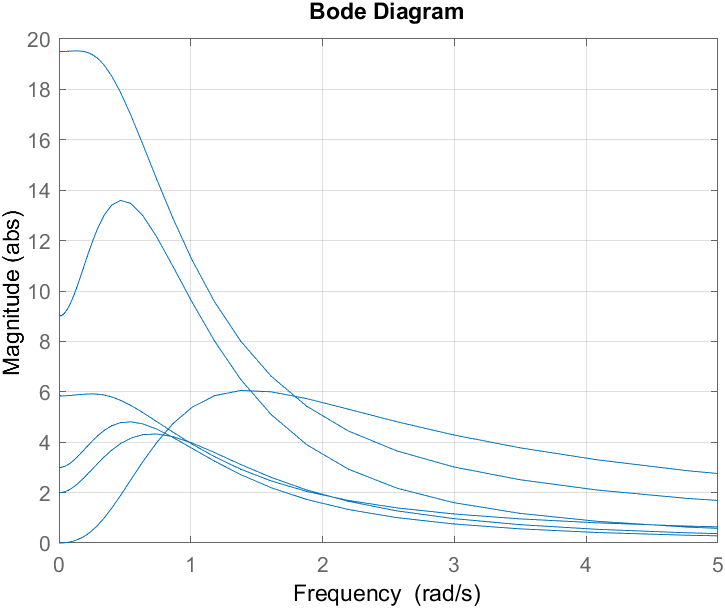 Bode Diagram
Magnitude (abs)
20
18
16
14
12
10
8
6
4
2
0
0 1 2 3 4 5
Frequency (rad/s)